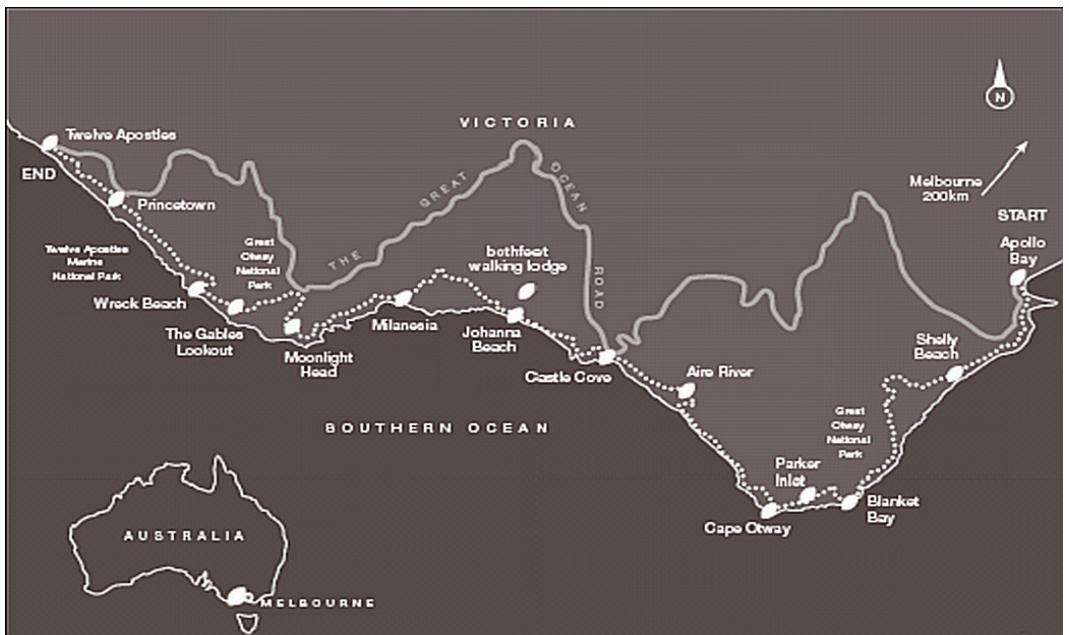 VICTORIA
N
Twelve Apostles
END
Princetown
Melbourne
200km
START
Apollo
Bay
THE GREAT OCEAN ROAD
Twelve Apostles
Marine
National Park
Great
Otway
National
Park
bothfeet
walking lodge
Wreck Beach
The Gables
Lookout
Moonlight
Head
Milanesia
Johanna
Beach
Castle Cove
Aire River
Shelly
Beach
Great
Otway
National
Park
SOUTHERN OCEAN
Parker
Inlet
Blanket
Bay
Cape Otway
AUSTRALIA
MELBOURNE